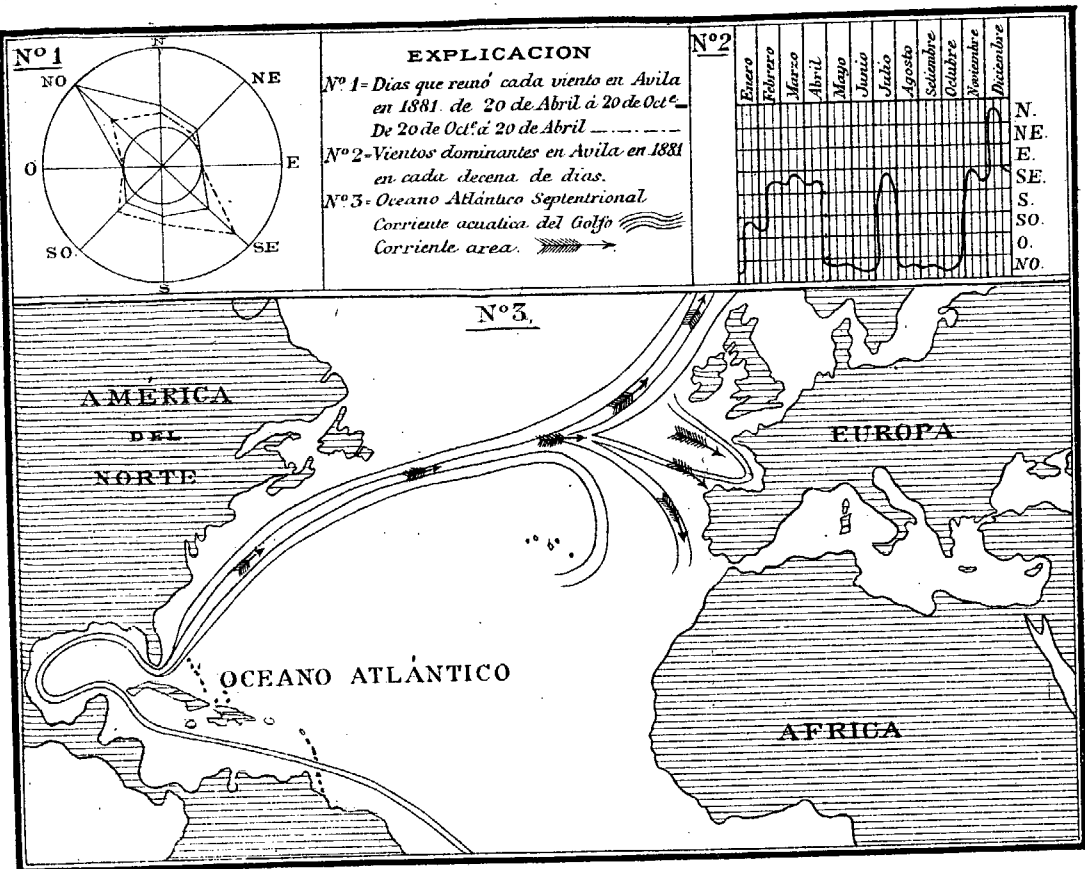 Nº 1
N
NO
NE
O
E
SO.
SE
S
EXPLICACION
Nº 1=Dias que reinó cada viento en Avila
en 1881. de 20 de Abril á 20 de Octe
De 20 de Octe á 20 de Abril
Nº 2=Vientos dominantes en Avila en 1881
en cada decena de dias.
Nº 3= Oceano Atlántico Septentrional
Corriente acuatica del Golfo
Corriente area.
Nº2
Enero
Febrero
Marzo
Abril
Mayo
Junio
Julio
Agosto
Setiembre
Octubre
Noviembre
Diciembre
N.
NE.
E.
SE.
S.
SO.
O.
NO.
Nº3.
AMÉRICA
DEL
NORTE
EUROPA
OCEANO ATLÁNTICO
AFRICA